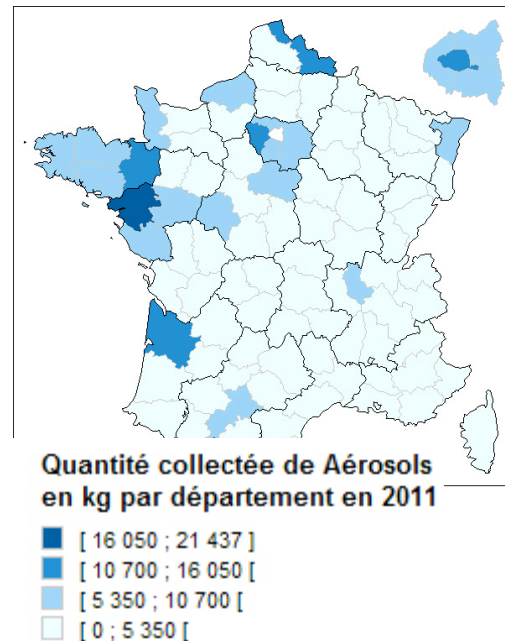 Quantité collectée de Aérosols
en kg par département en 2011
[ 16 050 ; 21 437 ]
[ 10 700 ; 16 050 [
[ 5 350 ; 10 700 [
[ 0 ; 5 350 [